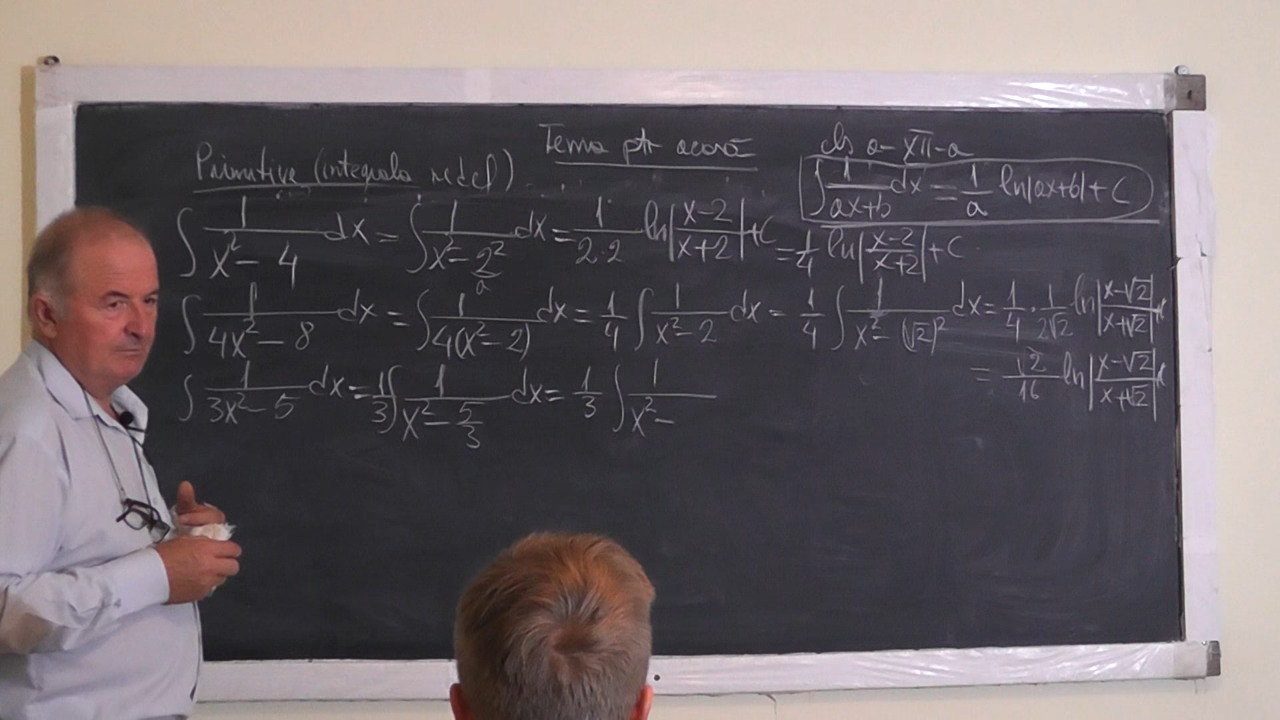 Tema ptr acasă
cls a-XII-a
Primitive (integrale nedef)
∫ 1/(ax+b) dx = 1/a ln|ax+b| + C
∫ 1/(x²-4) dx = ∫ 1/(x²-2²) dx = 1/(2·2) ln|(x-2)/(x+2)| + C = 1/4 ln|(x-2)/(x+2)| + C
a
∫ 1/(4x²-8) dx = ∫ 1/(4(x²-2)) dx = 1/4 ∫ 1/(x²-2) dx = 1/4 ∫ 1/(x²-(√2)²) dx = 1/4 · 1/(2√2) ln|(x-√2)/(x+√2)|
= √2/16 ln|(x-√2)/(x+√2)|
∫ 1/(3x²-5) dx = 1/3 ∫ 1/(x²-5/3) dx = 1/3 ∫ 1/(x²-